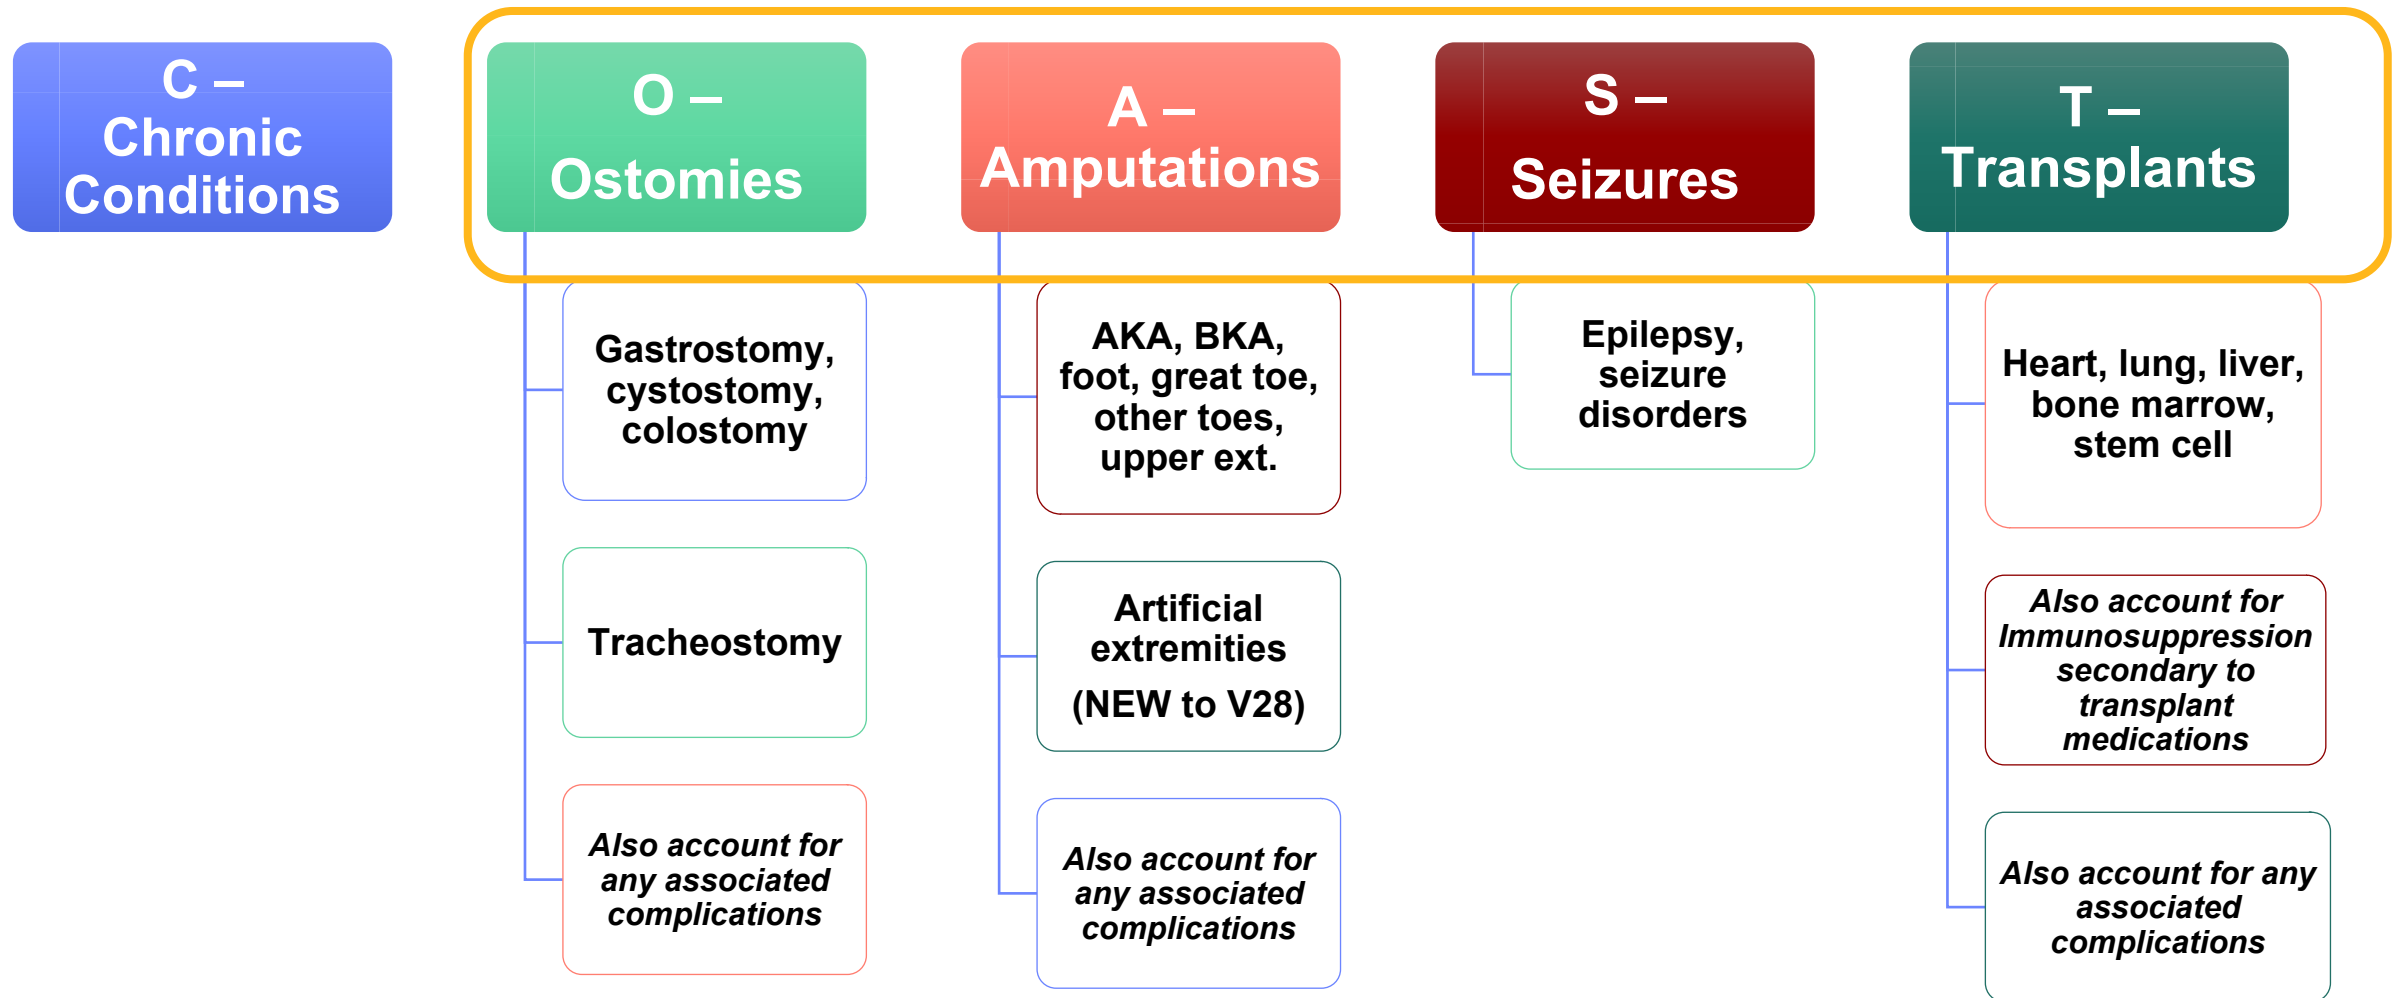 C –
Chronic
Conditions
O –
Ostomies
Gastrostomy,
cystostomy,
colostomy
Tracheostomy
Also account for
any associated
complications
A –
Amputations
AKA, BKA,
foot, great toe,
other toes,
upper ext.
Artificial
extremities
(NEW to V28)
Also account for
any associated
complications
S –
Seizures
Epilepsy,
seizure
disorders
T –
Transplants
Heart, lung, liver,
bone marrow,
stem cell
Also account for
Immunosuppression
secondary to
transplant
medications
Also account for any
associated
complications